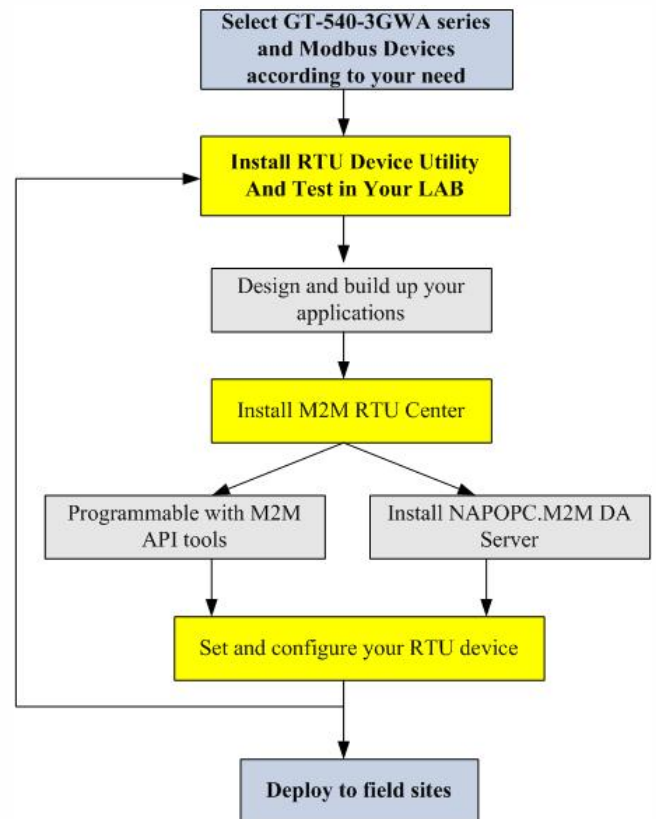 Select GT-540-3GWA series
and Modbus Devices
according to your need
Install RTU Device Utility
And Test in Your LAB
Design and build up your
applications
Install M2M RTU Center
Programmable with M2M
API tools
Install NAPOPC.M2M DA
Server
Set and configure your RTU device
Deploy to field sites